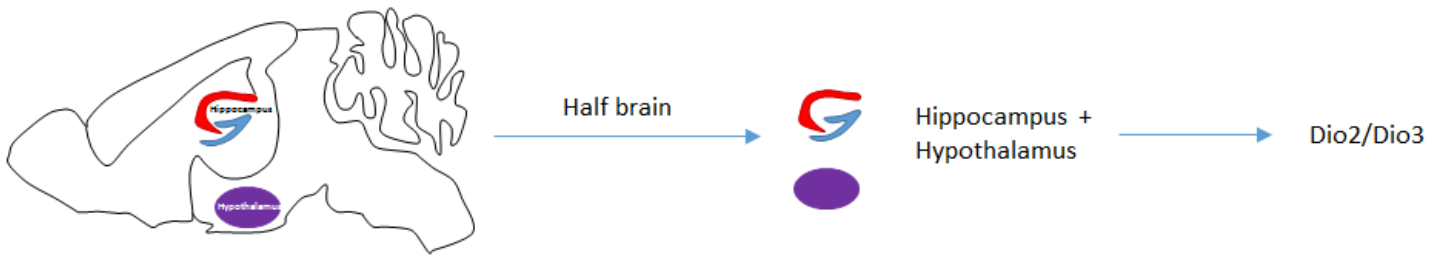 Hippocampus
Hypothalamus
Half brain
Hippocampus +
Hypothalamus
Dio2/Dio3